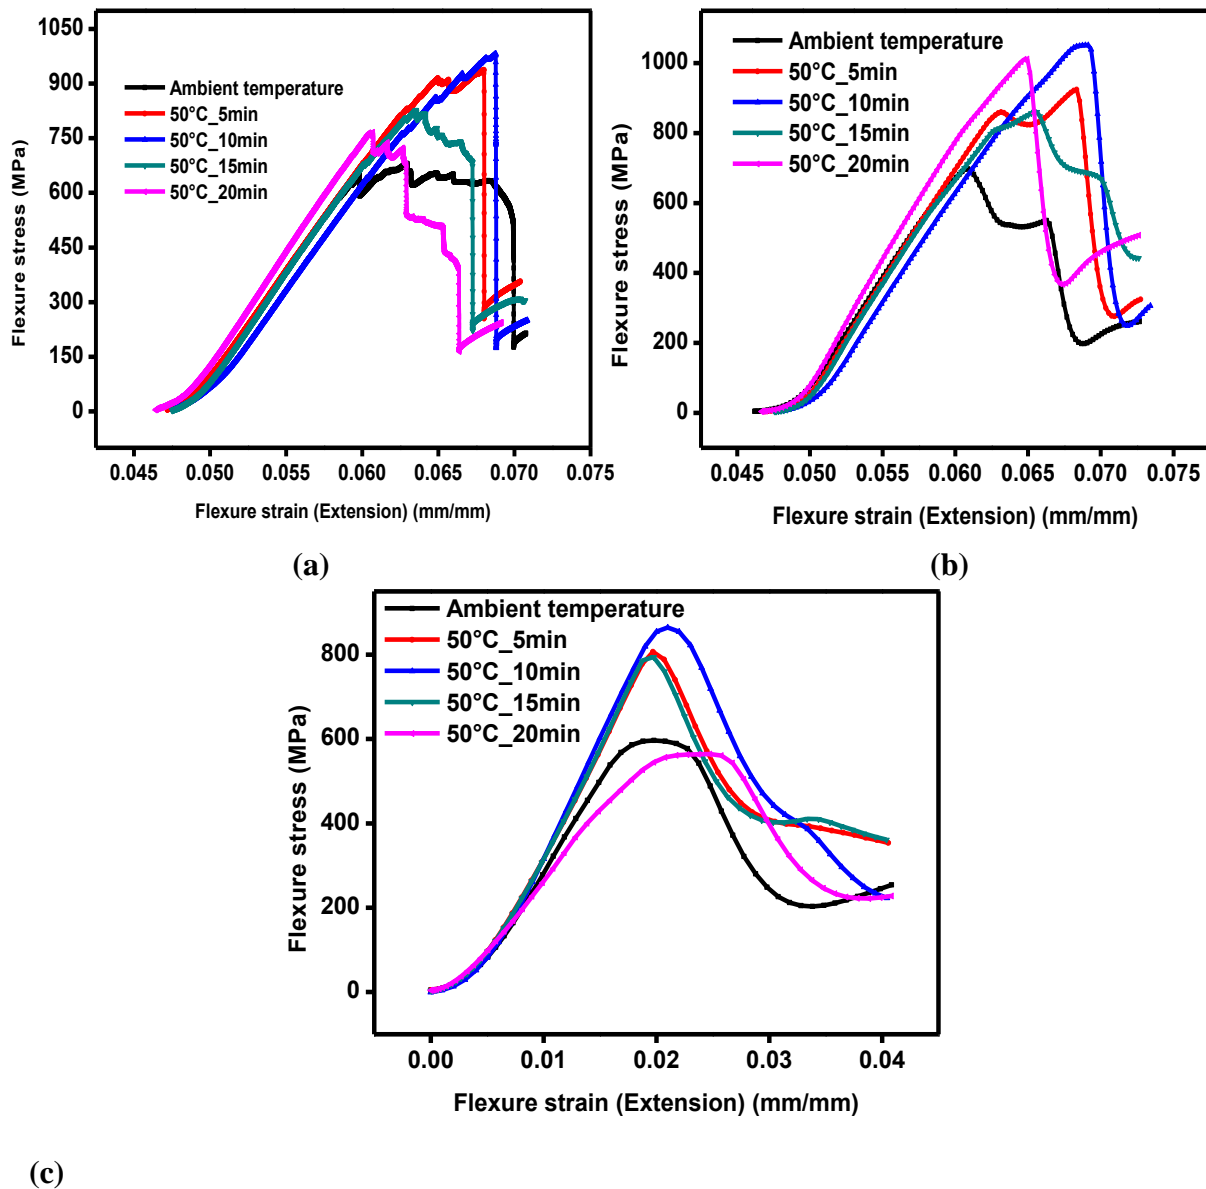 1050
900
750
600
450
300
150
0
Flexure stress (MPa)
Ambient temperature
50°C_5min
50°C_10min
50°C_15min
50°C_20min
0.045 0.050 0.055 0.060 0.065 0.070 0.075
Flexure strain (Extension) (mm/mm)
(a)
1000
800
600
400
200
0
Flexure stress (MPa)
Ambient temperature
50°C_5min
50°C_10min
50°C_15min
50°C_20min
0.045 0.050 0.055 0.060 0.065 0.070 0.075
Flexure strain (Extension) (mm/mm)
(b)
800
600
400
200
0
Flexure stress (MPa)
Ambient temperature
50°C_5min
50°C_10min
50°C_15min
50°C_20min
0.00 0.01 0.02 0.03 0.04
Flexure strain (Extension) (mm/mm)
(c)